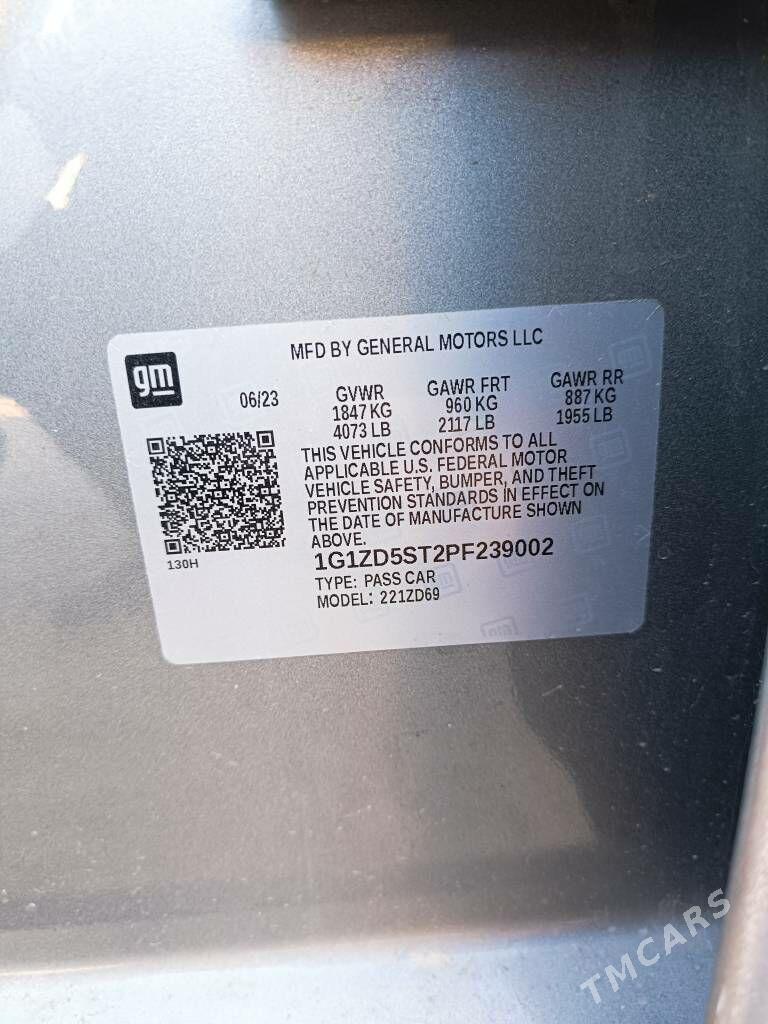 gm
MFD BY GENERAL MOTORS LLC
06/23
GVWR
1847 KG
4073 LB
GAWR FRT
960 KG
2117 LB
GAWR RR
887 KG
1955 LB
THIS VEHICLE CONFORMS TO ALL
APPLICABLE U.S. FEDERAL MOTOR
VEHICLE SAFETY, BUMPER, AND THEFT
PREVENTION STANDARDS IN EFFECT ON
THE DATE OF MANUFACTURE SHOWN
ABOVE.
130H
1G1ZD5ST2PF239002
TYPE: PASS CAR
MODEL: 221ZD69
gm
TMCARS